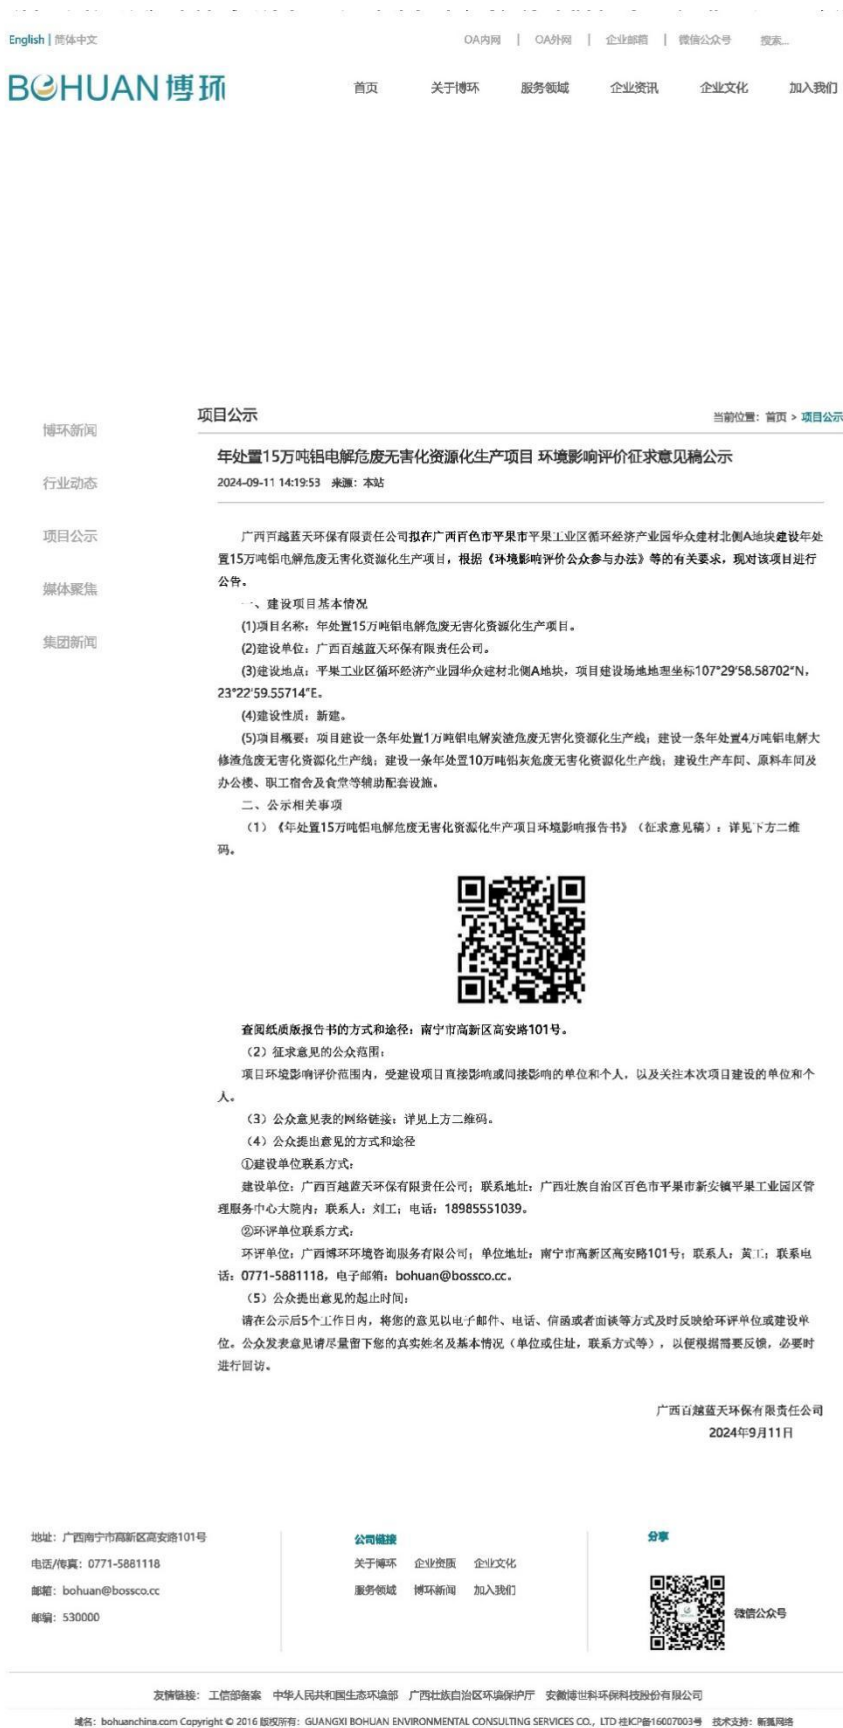 English | 简体中文
OA内网 | OA外网 | 企业邮箱 | 微信公众号 搜索...
BOHUAN 博环
首页 关于博环 服务领域 企业资讯 企业文化 加入我们
项目公示
当前位置：首页 > 项目公示
博环新闻
行业动态
项目公示
媒体聚焦
集团新闻
年处置15万吨铝电解危废无害化资源化生产项目 环境影响评价征求意见稿公示
2024-09-11 14:19:53 来源：本站
广西百越蓝天环保有限责任公司拟在广西百色市平果市平果工业区循环经济产业园华众建材北侧A地块建设年处
置15万吨铝电解危废无害化资源化生产项目，根据《环境影响评价公众参与办法》等的有关要求，现对该项目进行
公告。
一、建设项目基本情况
(1)项目名称：年处置15万吨铝电解危废无害化资源化生产项目。
(2)建设单位：广西百越蓝天环保有限责任公司。
(3)建设地点：平果工业区循环经济产业园华众建材北侧A地块，项目建设场地地理坐标107°29'58.58702"N，
23°22'59.55714"E。
(4)建设性质：新建。
(5)项目概要：项目建设一条年处置1万吨铝电解炭渣危废无害化资源化生产线；建设一条年处置4万吨铝电解大
修渣危废无害化资源化生产线；建设一条年处置10万吨铝灰危废无害化资源化生产线；建设生产车间、原料车间及
办公楼、职工宿舍及食堂等辅助配套设施。
二、公示相关事项
（1）《年处置15万吨铝电解危废无害化资源化生产项目环境影响报告书》（征求意见稿）：详见下方二维
码。
查阅纸质版报告书的方式和途径：南宁市高新区高安路101号。
（2）征求意见的公众范围：
项目环境影响评价范围内，受建设项目直接影响或间接影响的单位和个人，以及关注本次项目建设的单位和个
人。
（3）公众意见表的网络链接：详见上方二维码。
（4）公众提出意见的方式和途径
①建设单位联系方式：
建设单位：广西百越蓝天环保有限责任公司；联系地址：广西壮族自治区百色市平果市新安镇平果工业园区管
理服务中心大院内；联系人：刘工；电话：18985551039。
②环评单位联系方式：
环评单位：广西博环环境咨询服务有限公司；单位地址：南宁市高新区高安路101号；联系人：黄工；联系电
话：0771-5881118，电子邮箱：bohuan@bossco.cc。
（5）公众提出意见的起止时间：
请在公示后5个工作日内，将您的意见以电子邮件、电话、信函或者面谈等方式及时反映给环评单位或建设单
位。公众发表意见请尽量留下您的真实姓名及基本情况（单位或住址，联系方式等），以便根据需要反馈，必要时
进行回访。
广西百越蓝天环保有限责任公司
2024年9月11日
地址：广西南宁市高新区高安路101号
电话/传真：0771-5881118
邮箱：bohuan@bossco.cc
邮编：530000
公司链接
关于博环 企业资质 企业文化
服务领域 博环新闻 加入我们
分享
微信公众号
友情链接： 工信部备案 中华人民共和国生态环境部 广西壮族自治区环境保护厅 安徽博世科环保科技股份有限公司
域名：bohuanchina.com Copyright © 2016 版权所有：GUANGXI BOHUAN ENVIRONMENTAL CONSULTING SERVICES CO., LTD 桂ICP备16007003号 技术支持：新狐网络